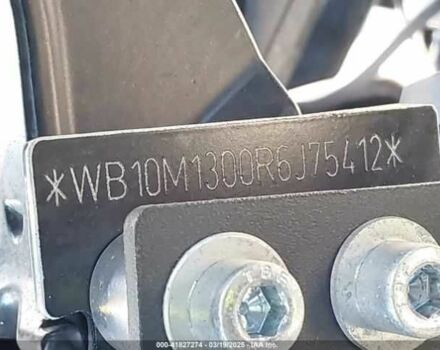 *WB10M1300R6J75412*
000-41827274 | 03/19/2025 - IAA Inc.